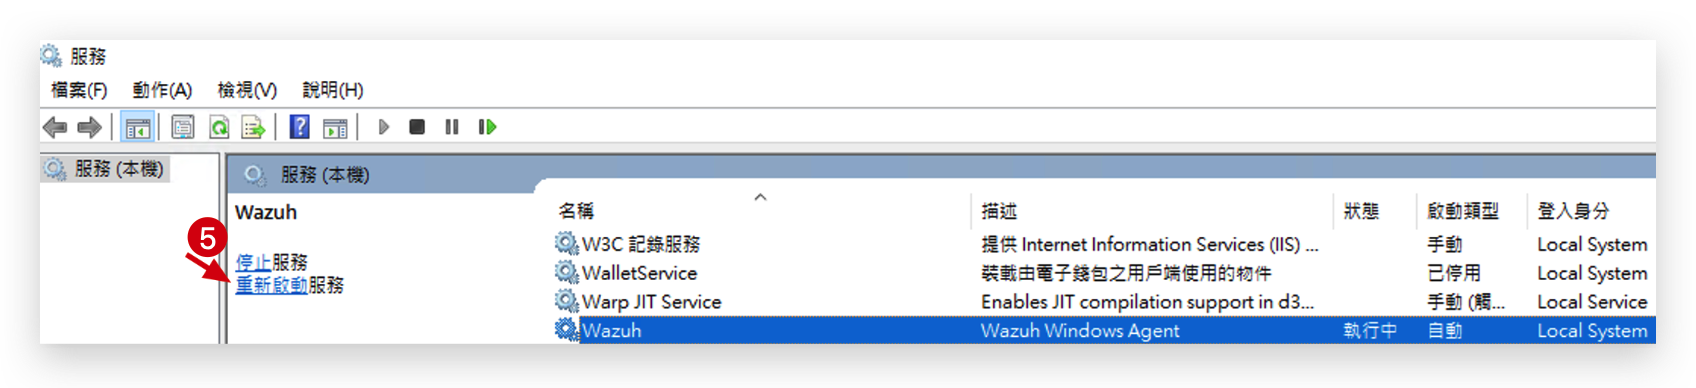 服務
檔案(F) 動作(A) 檢視(V) 說明(H)
服務 (本機)
服務 (本機)
Wazuh
5
停止服務
重新啟動服務
名稱 描述 狀態 啟動類型 登入身分
W3C 記錄服務 提供 Internet Information Services (IIS) ... 手動 Local System
WalletService 裝載由電子錢包之用戶端使用的物件 已停用 Local System
Warp JIT Service Enables JIT compilation support in d3... 手動 (觸... Local Service
Wazuh Wazuh Windows Agent 執行中 自動 Local System